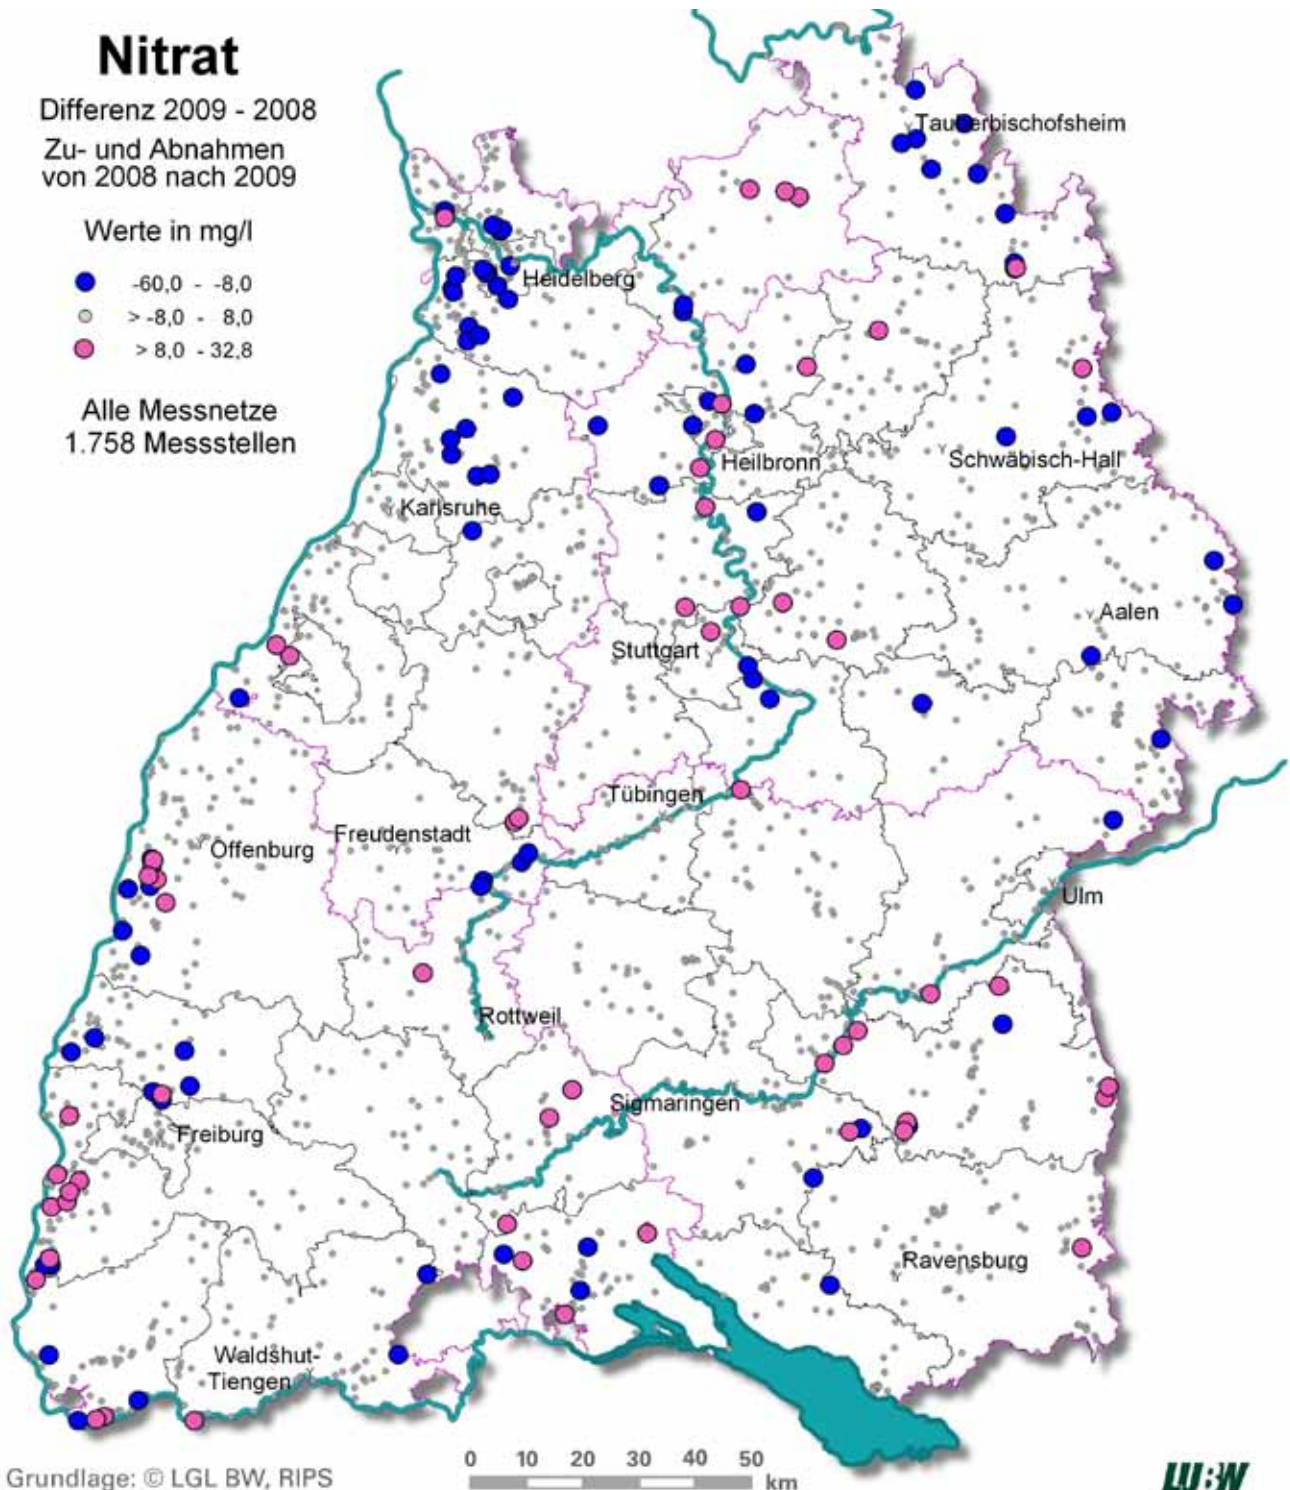 Nitrat
Differenz 2009 - 2008
Zu- und Abnahmen
von 2008 nach 2009
Werte in mg/l
-60,0 - -8,0
> -8,0 - 8,0
> 8,0 - 32,8
Alle Messnetze
1.758 Messstellen
Tauberbischofsheim
Heidelberg
Heilbronn
Schwäbisch-Hall
Karlsruhe
Aalen
Stuttgart
Tübingen
Freudenstadt
Offenburg
Ulm
Rottweil
Sigmaringen
Freiburg
Ravensburg
Waldshut-
Tiengen
0 10 20 30 40 50
km
Grundlage: © LGL BW, RIPS
LUBW